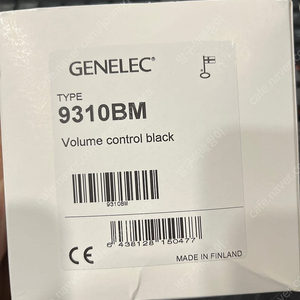 GENELEC®
TYPE
9310BM
Volume control black
9310BB
6 438128 150477
CE
MADE IN FINLAND